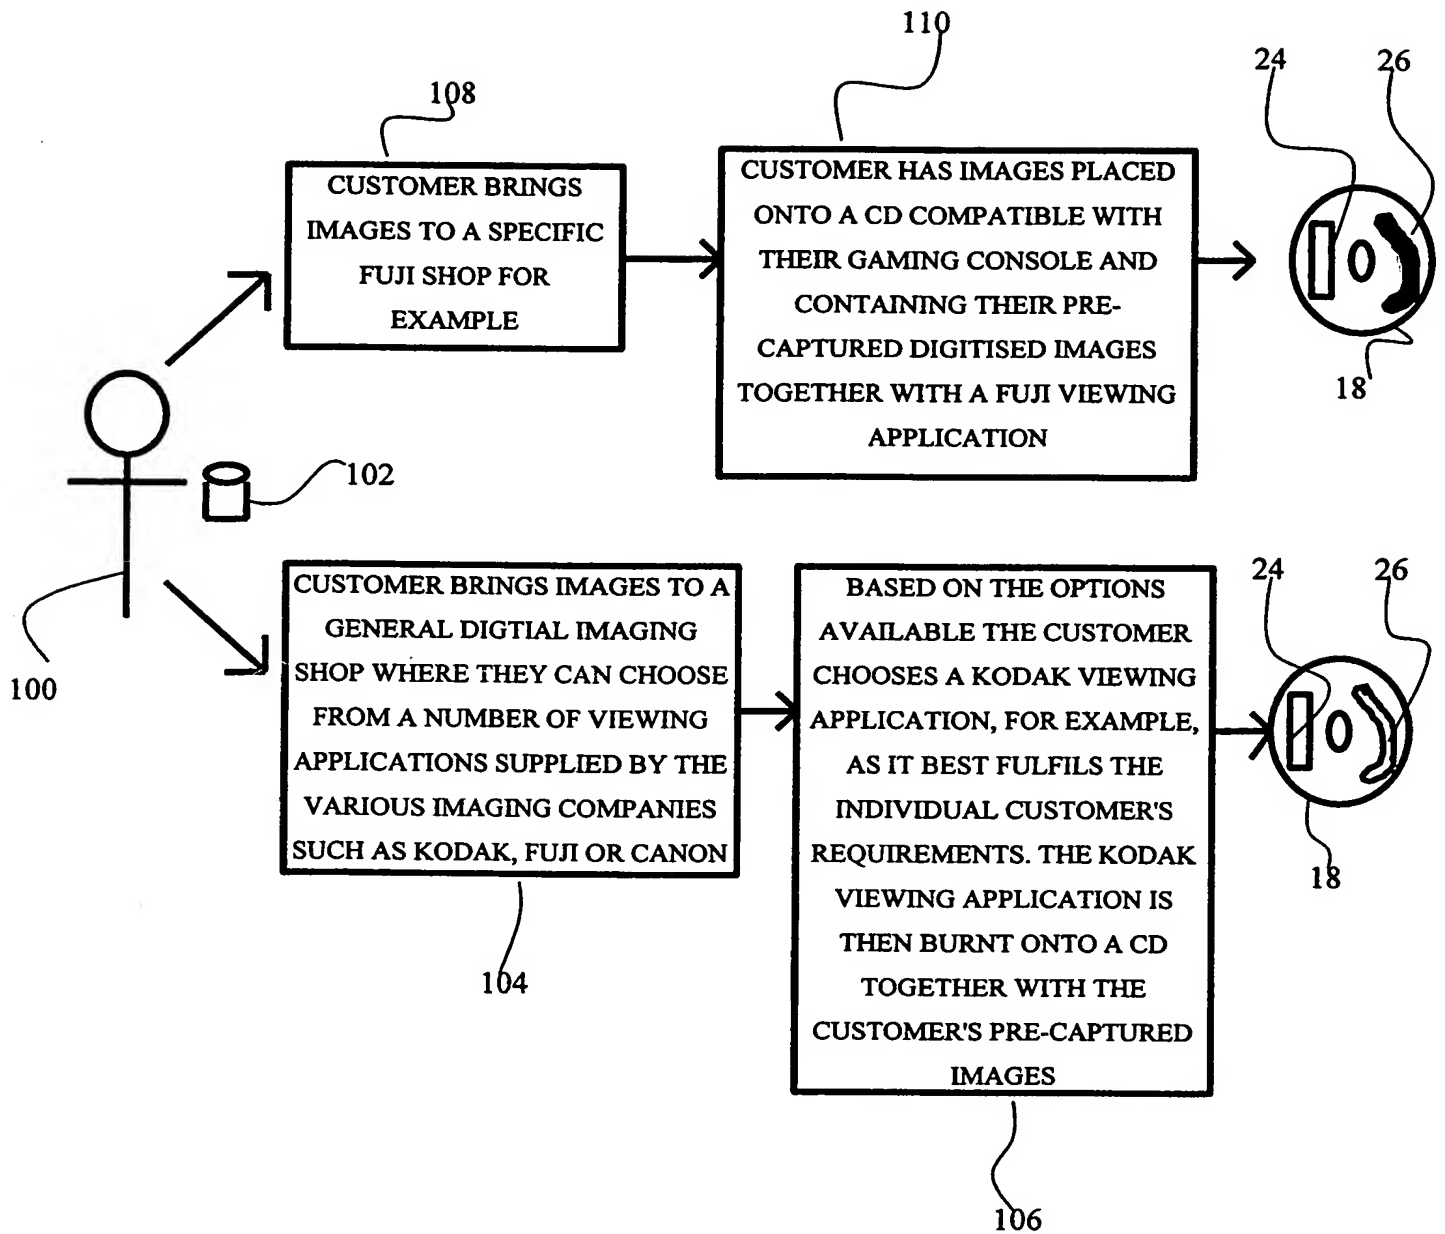 110
24
26
108
CUSTOMER BRINGS
IMAGES TO A SPECIFIC
FUJI SHOP FOR
EXAMPLE
CUSTOMER HAS IMAGES PLACED
ONTO A CD COMPATIBLE WITH
THEIR GAMING CONSOLE AND
CONTAINING THEIR PRE-
CAPTURED DIGITISED IMAGES
TOGETHER WITH A FUJI VIEWING
APPLICATION
18
102
100
CUSTOMER BRINGS IMAGES TO A
GENERAL DIGTIAL IMAGING
SHOP WHERE THEY CAN CHOOSE
FROM A NUMBER OF VIEWING
APPLICATIONS SUPPLIED BY THE
VARIOUS IMAGING COMPANIES
SUCH AS KODAK, FUJI OR CANON
104
BASED ON THE OPTIONS
AVAILABLE THE CUSTOMER
CHOOSES A KODAK VIEWING
APPLICATION, FOR EXAMPLE,
AS IT BEST FULFILS THE
INDIVIDUAL CUSTOMER'S
REQUIREMENTS. THE KODAK
VIEWING APPLICATION IS
THEN BURNT ONTO A CD
TOGETHER WITH THE
CUSTOMER'S PRE-CAPTURED
IMAGES
106
24
26
18